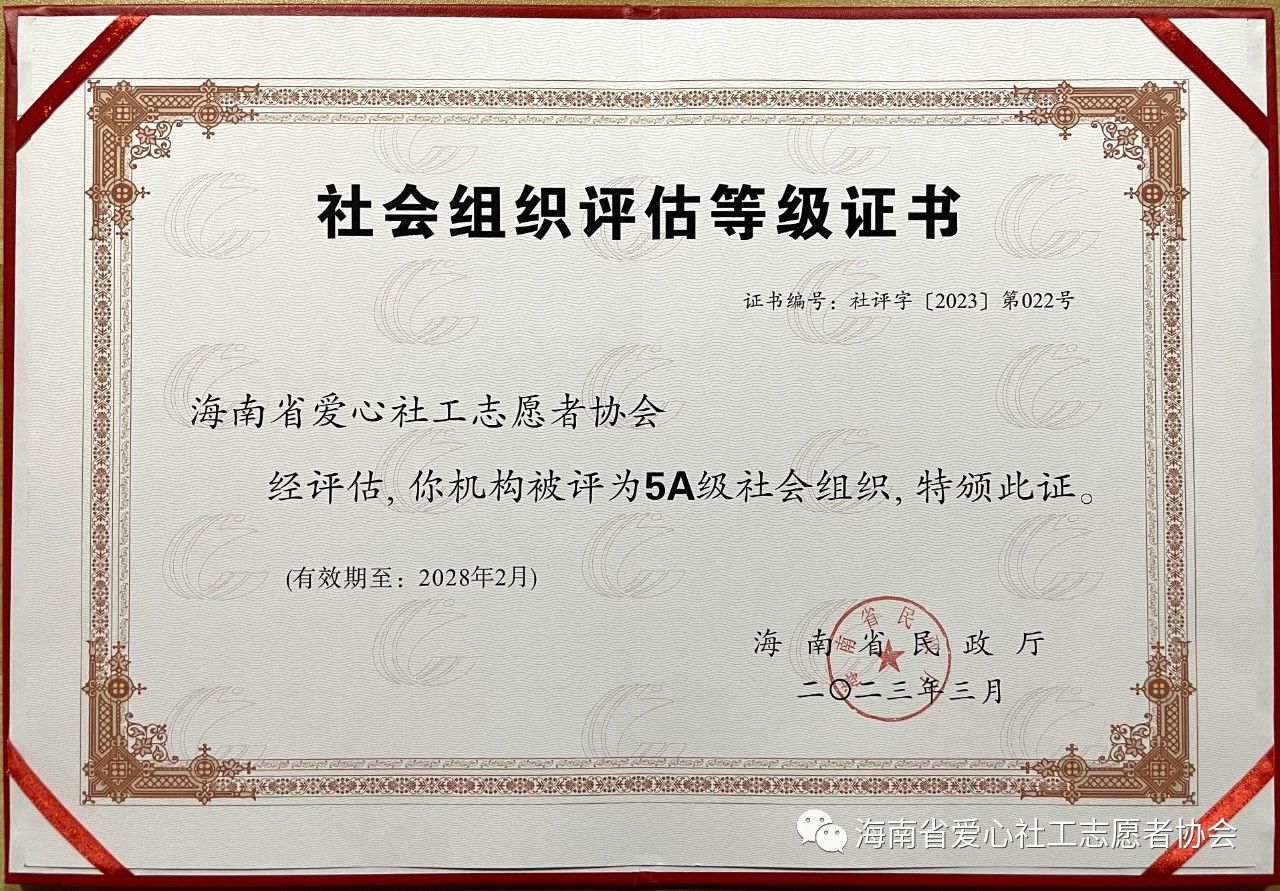 社会组织评估等级证书
证书编号：社评字〔2023〕第022号
海南省爱心社工志愿者协会
经评估，你机构被评为5A级社会组织，特颁此证。
(有效期至：2028年2月)
海南省民政厅
二〇二三年三月
海南省爱心社工志愿者协会